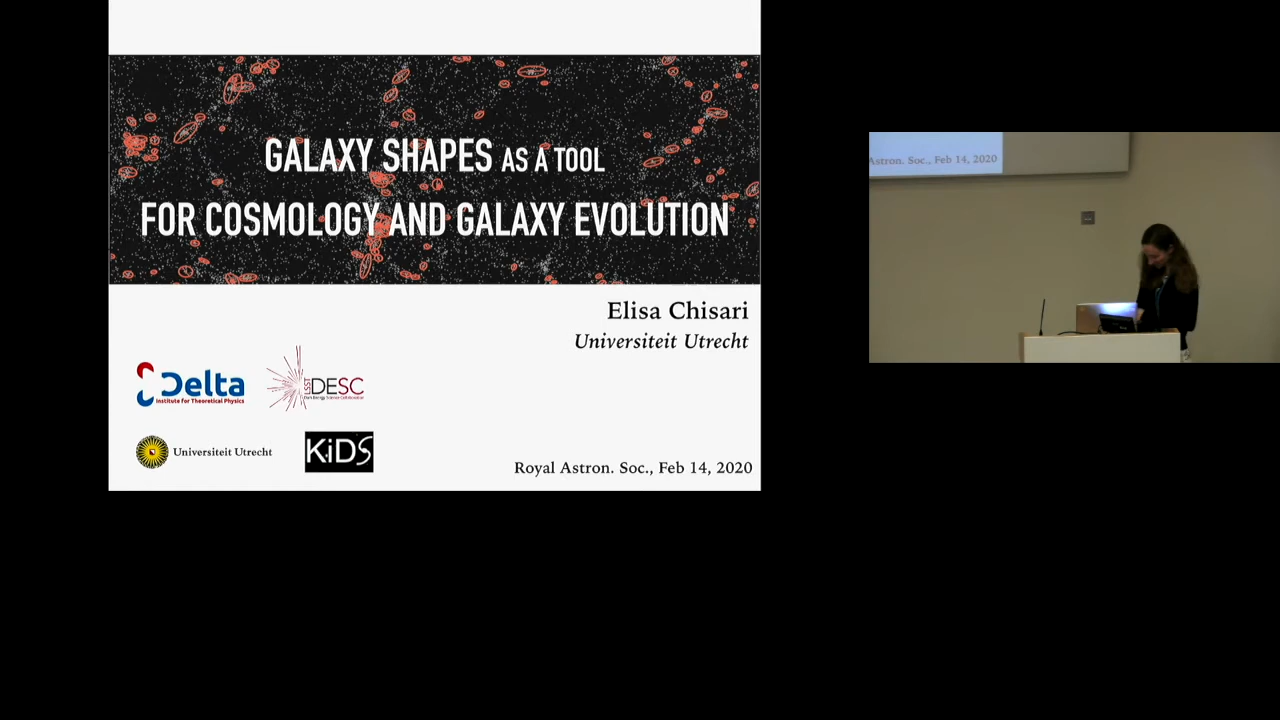 GALAXY SHAPES AS A TOOL
FOR COSMOLOGY AND GALAXY EVOLUTION
Elisa Chisari
Universiteit Utrecht
Delta
Institute for Theoretical Physics
LSST DESC
Dark Energy Science Collaboration
Universiteit Utrecht
KiDS
Royal Astron. Soc., Feb 14, 2020
Astron. Soc., Feb 14, 2020